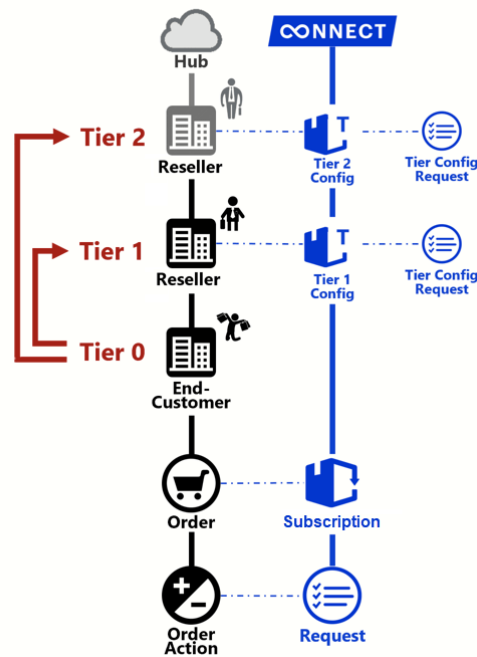 CONNECT
Hub
Tier 2
Reseller
T
Tier 2
Config
Tier Config
Request
Tier 1
Reseller
T
Tier 1
Config
Tier Config
Request
Tier 0
End-
Customer
Order
Subscription
Order
Action
Request